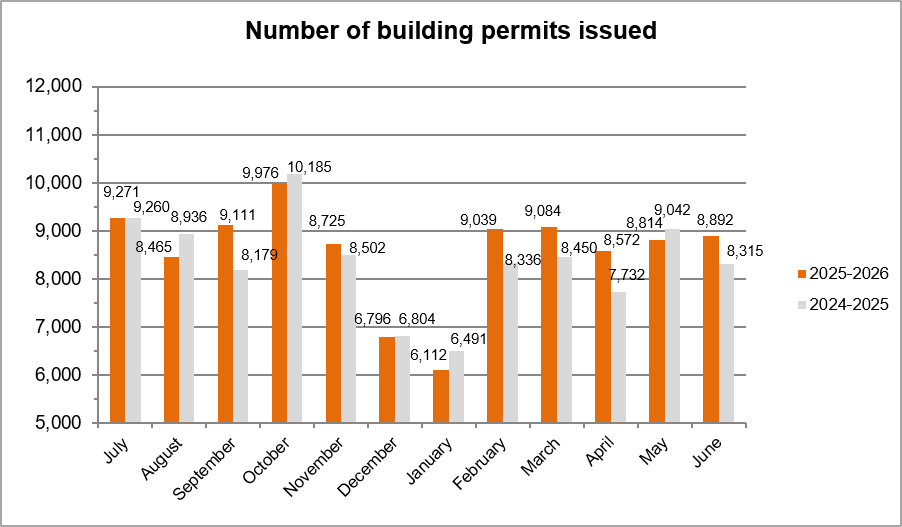 Number of building permits issued
12,000
11,000
10,000
9,000
8,000
7,000
6,000
5,000
9,271
9,260
8,465
8,936
9,111
8,179
9,976
10,185
8,725
8,502
6,796
6,804
6,112
6,491
9,039
8,336
9,084
8,450
8,572
7,732
8,814
9,042
8,892
8,315
July
August
September
October
November
December
January
February
March
April
May
June
2025-2026
2024-2025